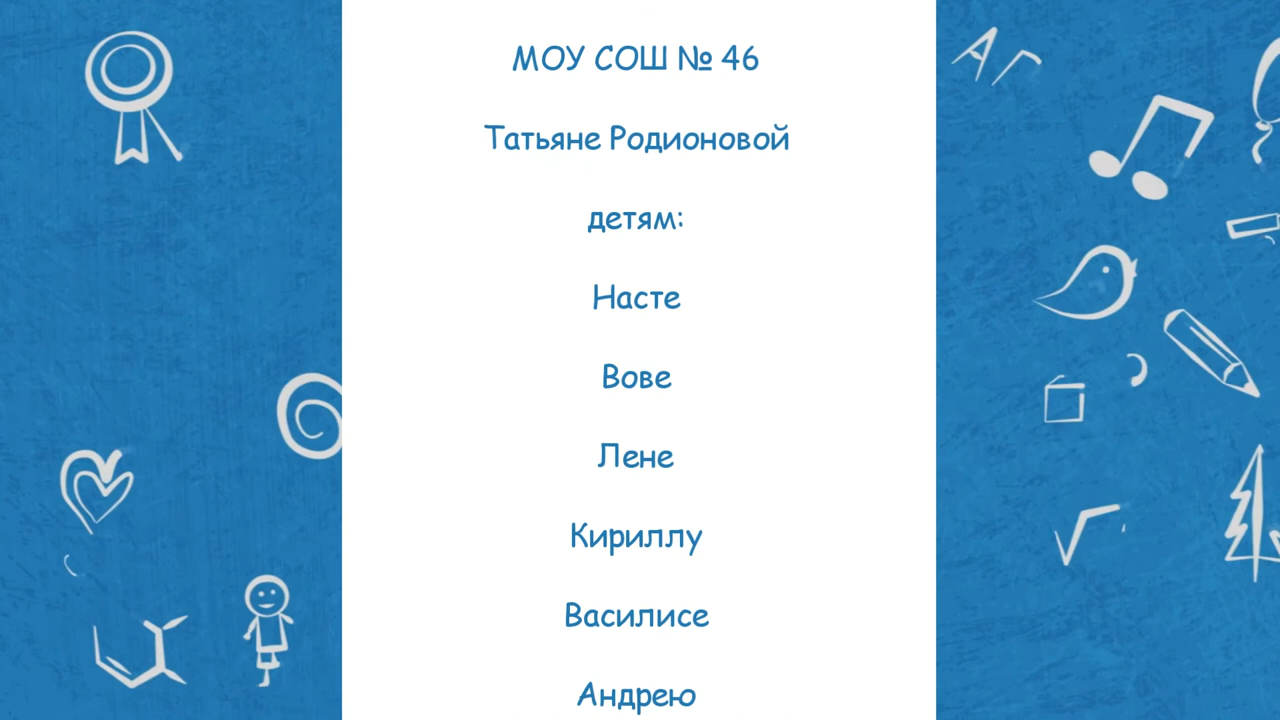 МОУ СОШ № 46
Татьяне Родионовой
детям:
Насте
Вове
Лене
Кириллу
Василисе
Андрею
А Г